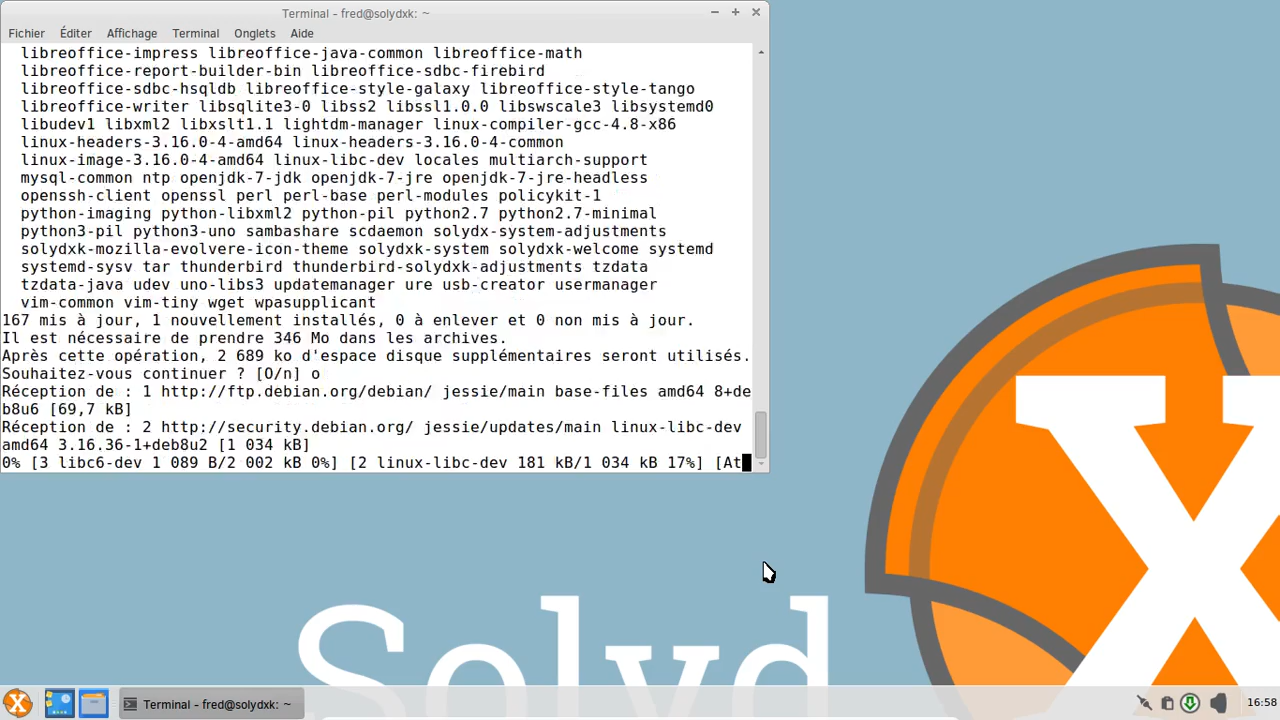 Terminal - fred@solydxk: ~
Fichier Éditer Affichage Terminal Onglets Aide
libreoffice-impress libreoffice-java-common libreoffice-math
libreoffice-report-builder-bin libreoffice-sdbc-firebird
libreoffice-sdbc-hsqldb libreoffice-style-galaxy libreoffice-style-tango
libreoffice-writer libsqlite3-0 libss2 libssl1.0.0 libswscale3 libsystemd0
libudev1 libxml2 libxslt1.1 lightdm-manager linux-compiler-gcc-4.8-x86
linux-headers-3.16.0-4-amd64 linux-headers-3.16.0-4-common
linux-image-3.16.0-4-amd64 linux-libc-dev locales multiarch-support
mysql-common ntp openjdk-7-jdk openjdk-7-jre openjdk-7-jre-headless
openssh-client openssl perl perl-base perl-modules policykit-1
python-imaging python-libxml2 python-pil python2.7 python2.7-minimal
python3-pil python3-uno sambashare scdaemon solydx-system-adjustments
solydxk-mozilla-evolvere-icon-theme solydxk-system solydxk-welcome systemd
systemd-sysv tar thunderbird thunderbird-solydxk-adjustments tzdata
tzdata-java udev uno-libs3 updatemanager ure usb-creator usermanager
vim-common vim-tiny wget wpasupplicant
167 mis à jour, 1 nouvellement installés, 0 à enlever et 0 non mis à jour.
Il est nécessaire de prendre 346 Mo dans les archives.
Après cette opération, 2 689 ko d'espace disque supplémentaires seront utilisés.
Souhaitez-vous continuer ? [O/n] o
Réception de : 1 http://ftp.debian.org/debian/ jessie/main base-files amd64 8+de
b8u6 [69,7 kB]
Réception de : 2 http://security.debian.org/ jessie/updates/main linux-libc-dev
amd64 3.16.36-1+deb8u2 [1 034 kB]
0% [3 libc6-dev 1 089 B/2 002 kB 0%] [2 linux-libc-dev 181 kB/1 034 kB 17%] [At
Solyd
X
Terminal - fred@solydxk: ~
16:58